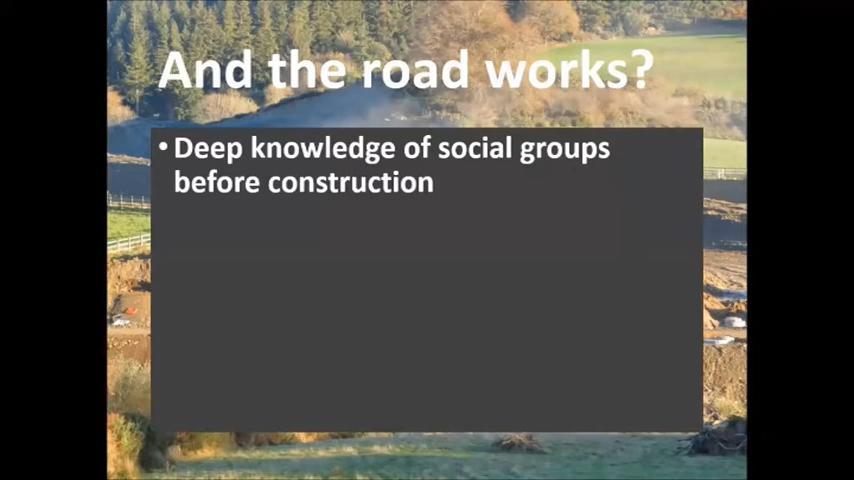 And the road works?
• Deep knowledge of social groups
before construction